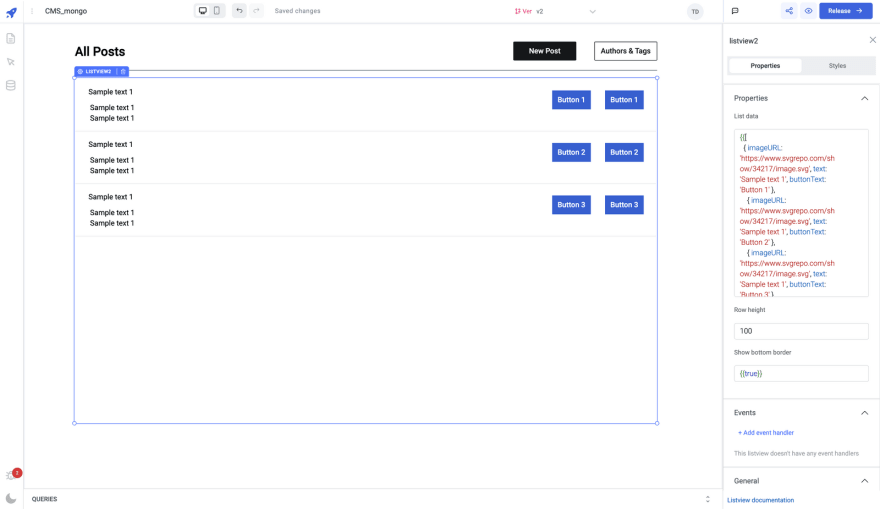 CMS_mongo
Saved changes
Ver v2
TD
Release
All Posts
New Post
Authors & Tags
LISTVIEW2
Sample text 1
Sample text 1
Sample text 1
Button 1
Button 1
Sample text 1
Sample text 1
Sample text 1
Button 2
Button 2
Sample text 1
Sample text 1
Sample text 1
Button 3
Button 3
2
QUERIES
listview2
Properties
Styles
Properties
List data
{{[
{ imageURL:
'https://www.svgrepo.com/sh
ow/34217/image.svg', text:
'Sample text 1', buttonText:
'Button 1' },
{ imageURL:
'https://www.svgrepo.com/sh
ow/34217/image.svg', text:
'Sample text 1', buttonText:
'Button 2' },
{ imageURL:
'https://www.svgrepo.com/sh
ow/34217/image.svg', text:
'Sample text 1', buttonText:
'Button 3' },
Row height
100
Show bottom border
{{true}}
Events
+ Add event handler
This listview doesn't have any event handlers
General
Listview documentation